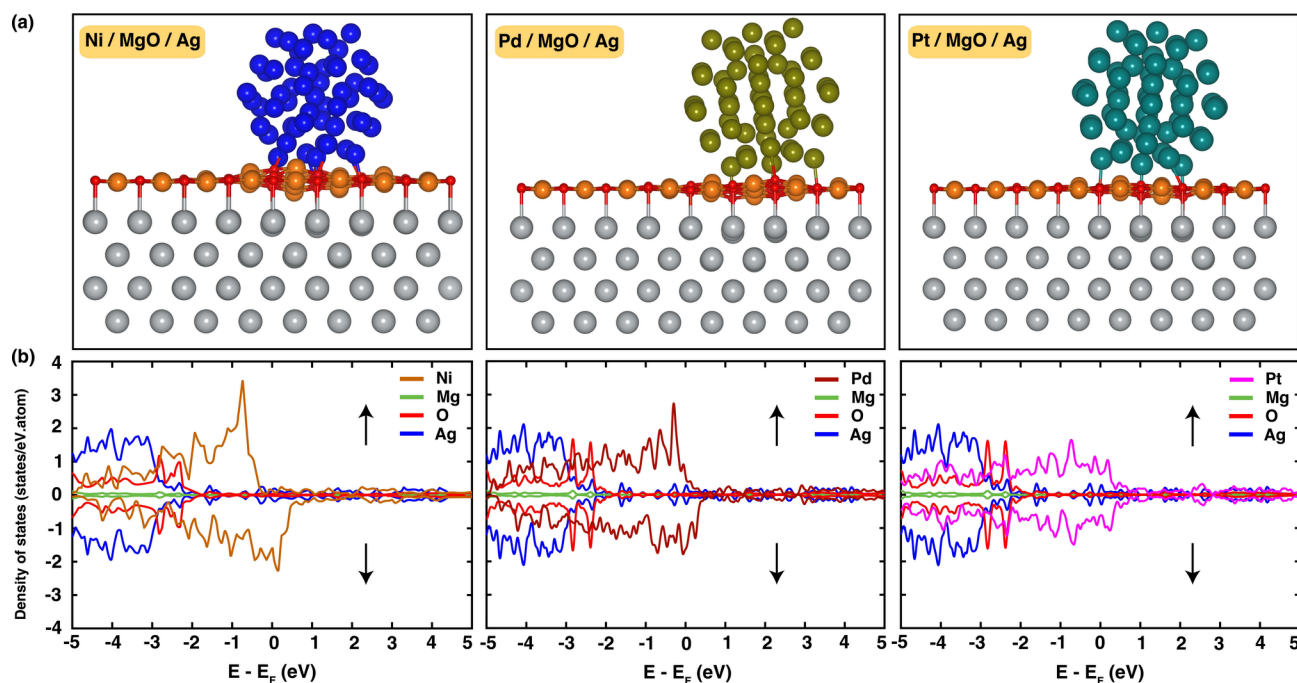 (a)
Ni / MgO / Ag
Pd / MgO / Ag
Pt / MgO / Ag
(b)
Density of states (states/eV.atom)
4
3
2
1
0
-1
-2
-3
-4
Ni
Mg
O
Ag
Pd
Mg
O
Ag
Pt
Mg
O
Ag
-5 -4 -3 -2 -1 0 1 2 3 4 5
-5 -4 -3 -2 -1 0 1 2 3 4 5
-5 -4 -3 -2 -1 0 1 2 3 4 5
E - E_F (eV)
E - E_F (eV)
E - E_F (eV)